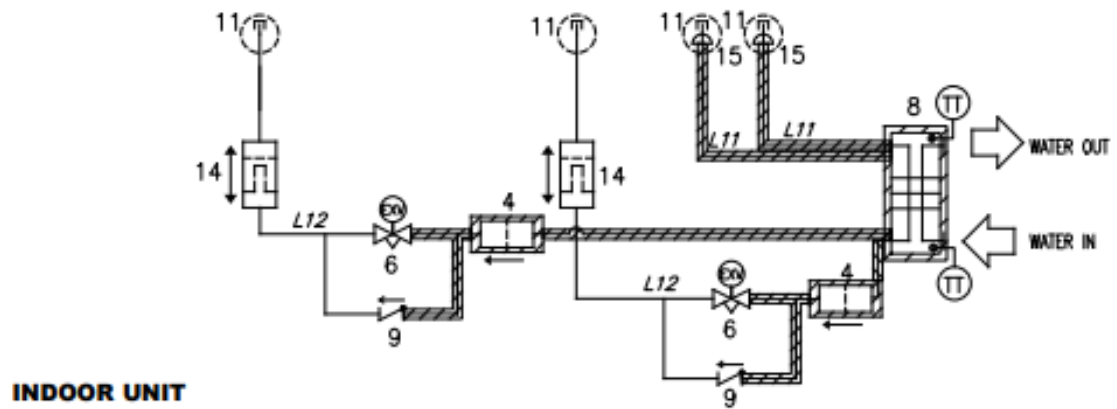 11
11
11
11
15
15
8
TT
L11
L11
WATER OUT
14
14
4
L12
EXV
WATER IN
6
TT
4
L12
EXV
9
6
9
INDOOR UNIT